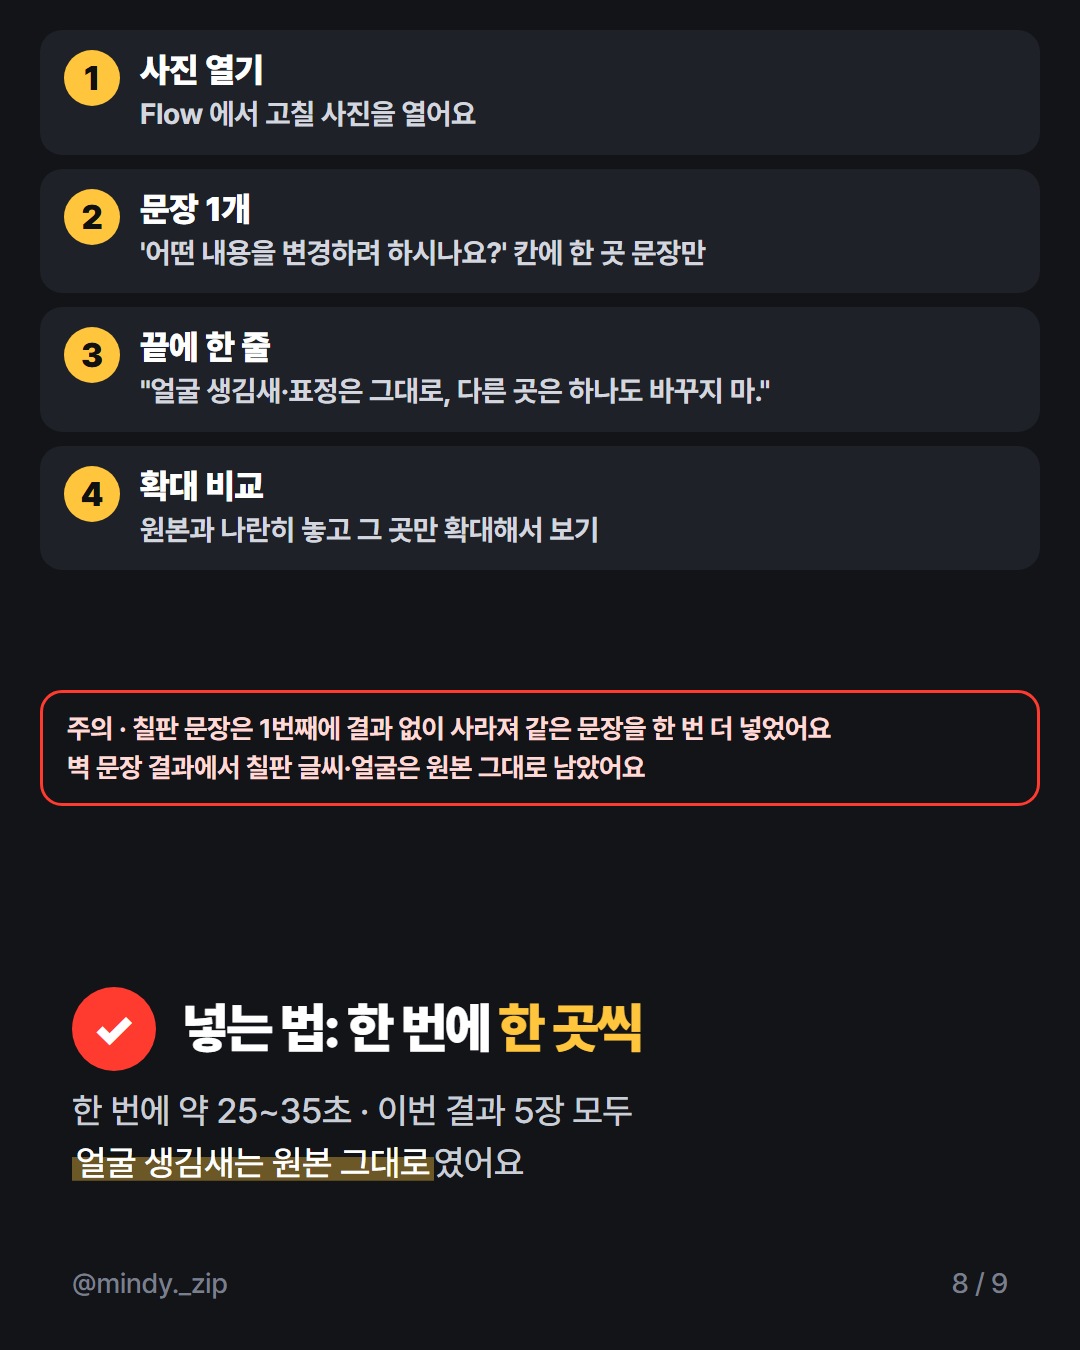 1 사진 열기
Flow 에서 고칠 사진을 열어요
2 문장 1개
'어떤 내용을 변경하려 하시나요?' 칸에 한 곳 문장만
3 끝에 한 줄
"얼굴 생김새·표정은 그대로, 다른 곳은 하나도 바꾸지 마."
4 확대 비교
원본과 나란히 놓고 그 곳만 확대해서 보기
주의 · 칠판 문장은 1번째에 결과 없이 사라져 같은 문장을 한 번 더 넣었어요
벽 문장 결과에서 칠판 글씨·얼굴은 원본 그대로 남았어요
넣는 법: 한 번에 한 곳씩
한 번에 약 25~35초 · 이번 결과 5장 모두
얼굴 생김새는 원본 그대로였어요
@mindy._zip
8 / 9